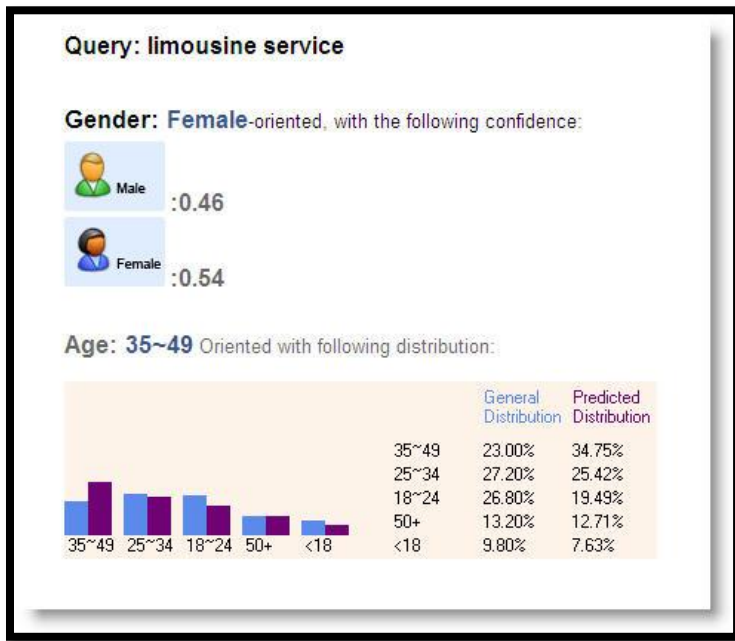 Query: limousine service
Gender: Female-oriented, with the following confidence:
Male :0.46
Female :0.54
Age: 35~49 Oriented with following distribution:
General Predicted
Distribution Distribution
35~49 23.00% 34.75%
25~34 27.20% 25.42%
18~24 26.80% 19.49%
50+ 13.20% 12.71%
<18 9.80% 7.63%
35~49 25~34 18~24 50+ <18